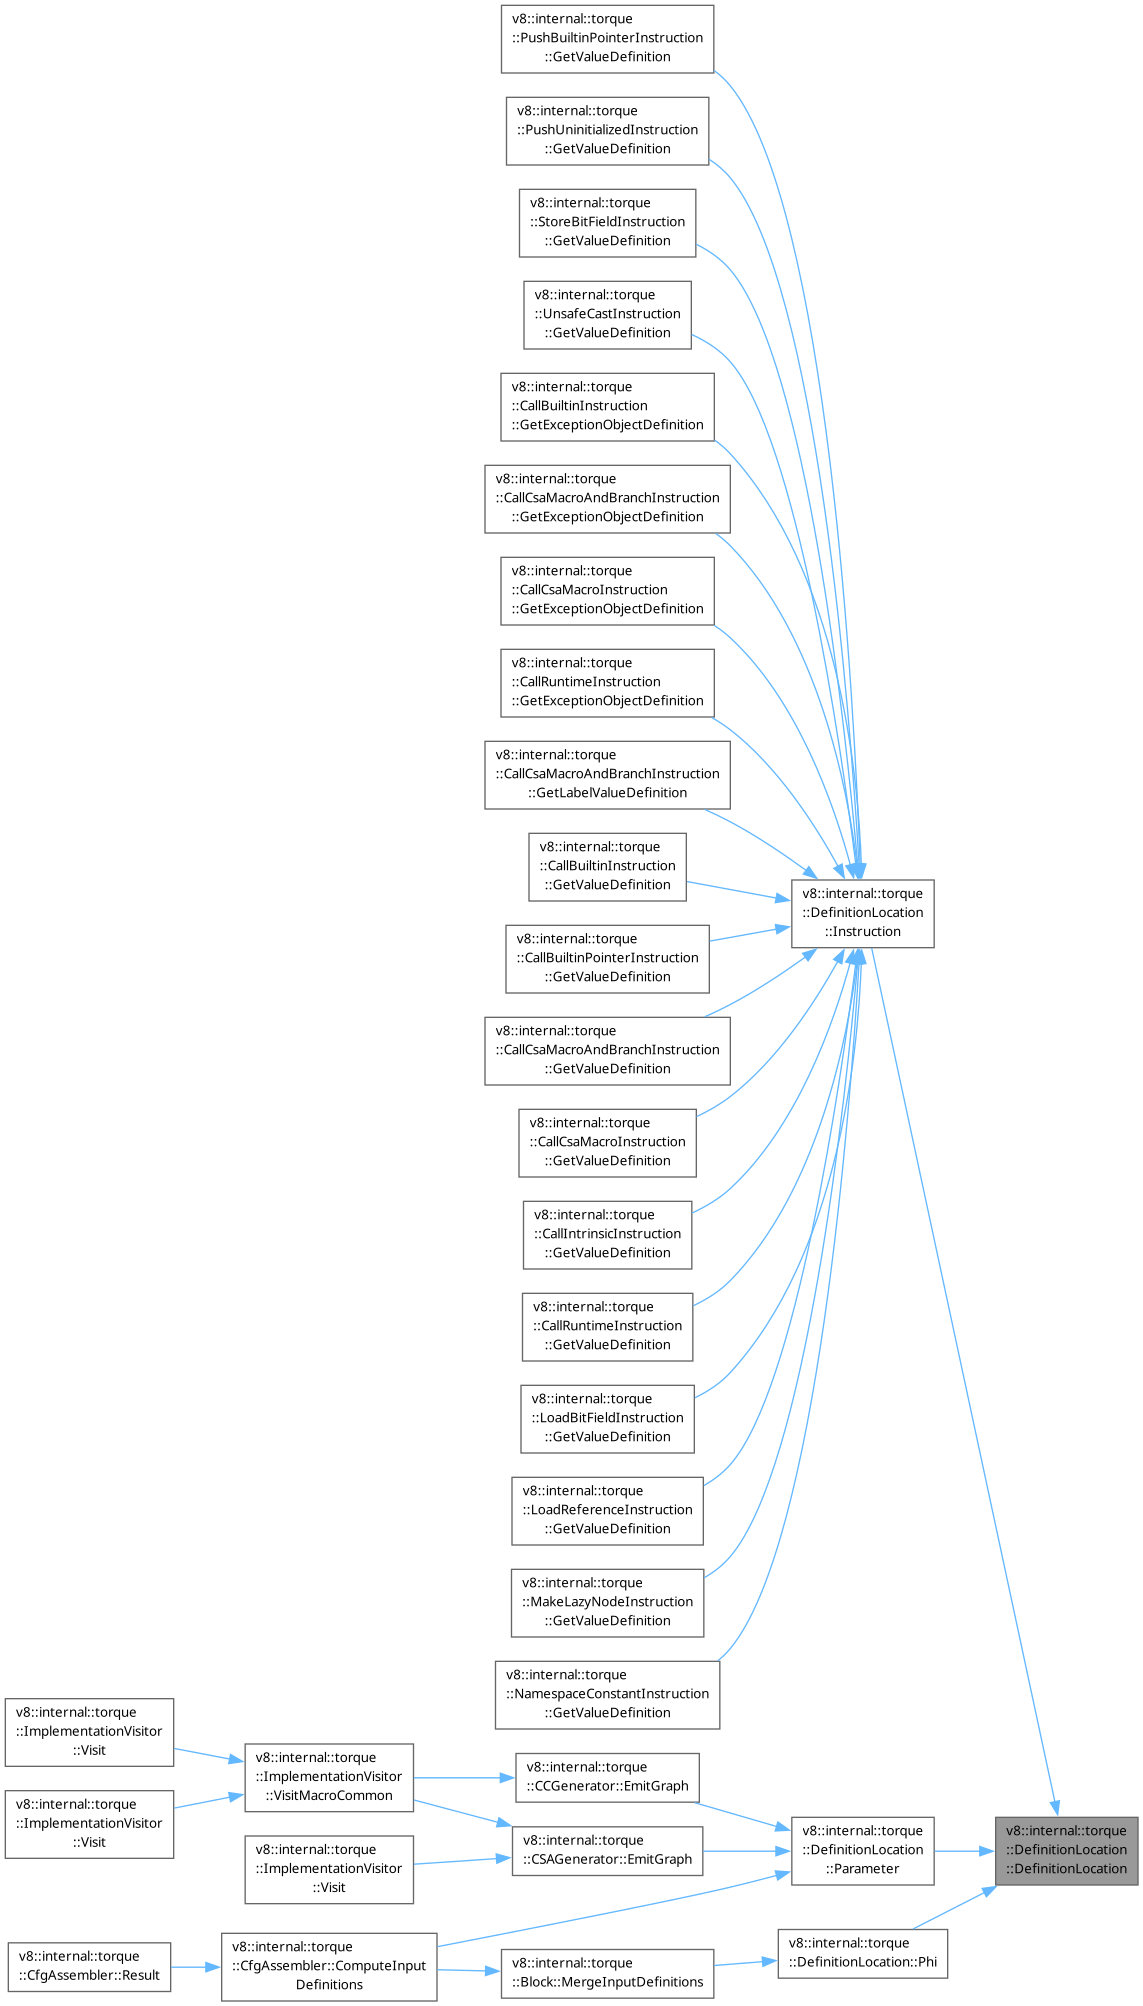 v8::internal::torque
::PushBuiltinPointerInstruction
::GetValueDefinition
v8::internal::torque
::PushUninitializedInstruction
::GetValueDefinition
v8::internal::torque
::StoreBitFieldInstruction
::GetValueDefinition
v8::internal::torque
::UnsafeCastInstruction
::GetValueDefinition
v8::internal::torque
::CallBuiltinInstruction
::GetExceptionObjectDefinition
v8::internal::torque
::CallCsaMacroAndBranchInstruction
::GetExceptionObjectDefinition
v8::internal::torque
::CallCsaMacroInstruction
::GetExceptionObjectDefinition
v8::internal::torque
::CallRuntimeInstruction
::GetExceptionObjectDefinition
v8::internal::torque
::CallCsaMacroAndBranchInstruction
::GetLabelValueDefinition
v8::internal::torque
::CallBuiltinInstruction
::GetValueDefinition
v8::internal::torque
::DefinitionLocation
::Instruction
v8::internal::torque
::CallBuiltinPointerInstruction
::GetValueDefinition
v8::internal::torque
::CallCsaMacroAndBranchInstruction
::GetValueDefinition
v8::internal::torque
::CallCsaMacroInstruction
::GetValueDefinition
v8::internal::torque
::CallIntrinsicInstruction
::GetValueDefinition
v8::internal::torque
::CallRuntimeInstruction
::GetValueDefinition
v8::internal::torque
::LoadBitFieldInstruction
::GetValueDefinition
v8::internal::torque
::LoadReferenceInstruction
::GetValueDefinition
v8::internal::torque
::MakeLazyNodeInstruction
::GetValueDefinition
v8::internal::torque
::NamespaceConstantInstruction
::GetValueDefinition
v8::internal::torque
::ImplementationVisitor
::Visit
v8::internal::torque
::ImplementationVisitor
::VisitMacroCommon
v8::internal::torque
::CCGenerator::EmitGraph
v8::internal::torque
::ImplementationVisitor
::Visit
v8::internal::torque
::ImplementationVisitor
::Visit
v8::internal::torque
::CSAGenerator::EmitGraph
v8::internal::torque
::DefinitionLocation
::Parameter
v8::internal::torque
::DefinitionLocation
::DefinitionLocation
v8::internal::torque
::CfgAssembler::Result
v8::internal::torque
::CfgAssembler::ComputeInput
Definitions
v8::internal::torque
::Block::MergeInputDefinitions
v8::internal::torque
::DefinitionLocation::Phi